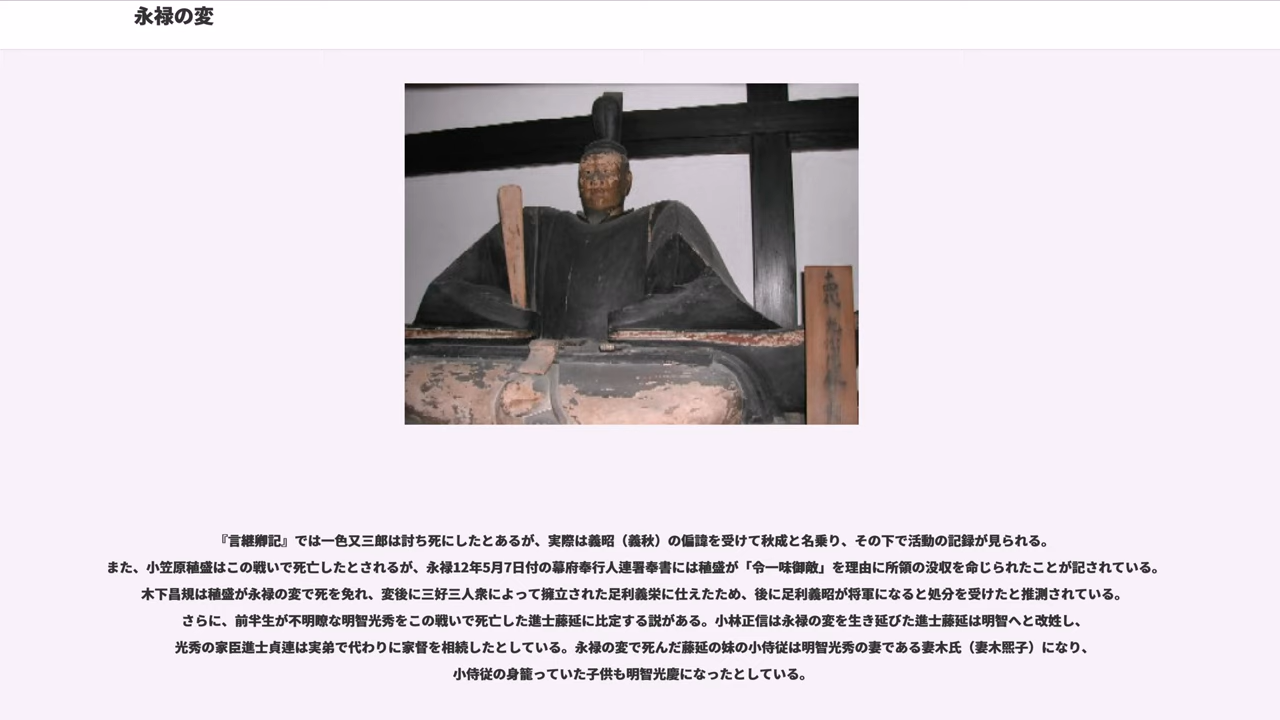 永禄の変
『言継卿記』では一色又三郎は討ち死にしたとあるが、実際は義昭（義秋）の偏諱を受けて秋成と名乗り、その下で活動の記録が見られる。
また、小笠原稙盛はこの戦いで死亡したとされるが、永禄12年5月7日付の幕府奉行人連署奉書には稙盛が「令一味御敵」を理由に所領の没収を命じられたことが記されている。
木下昌規は稙盛が永禄の変で死を免れ、変後に三好三人衆によって擁立された足利義栄に仕えたため、後に足利義昭が将軍になると処分を受けたと推測されている。
さらに、前半生が不明瞭な明智光秀をこの戦いで死亡した進士藤延に比定する説がある。小林正信は永禄の変を生き延びた進士藤延は明智へと改姓し、
光秀の家臣進士貞連は実弟で代わりに家督を相続したとしている。永禄の変で死んだ藤延の妹の小侍従は明智光秀の妻である妻木氏（妻木煕子）になり、
小侍従の身籠っていた子供も明智光慶になったとしている。